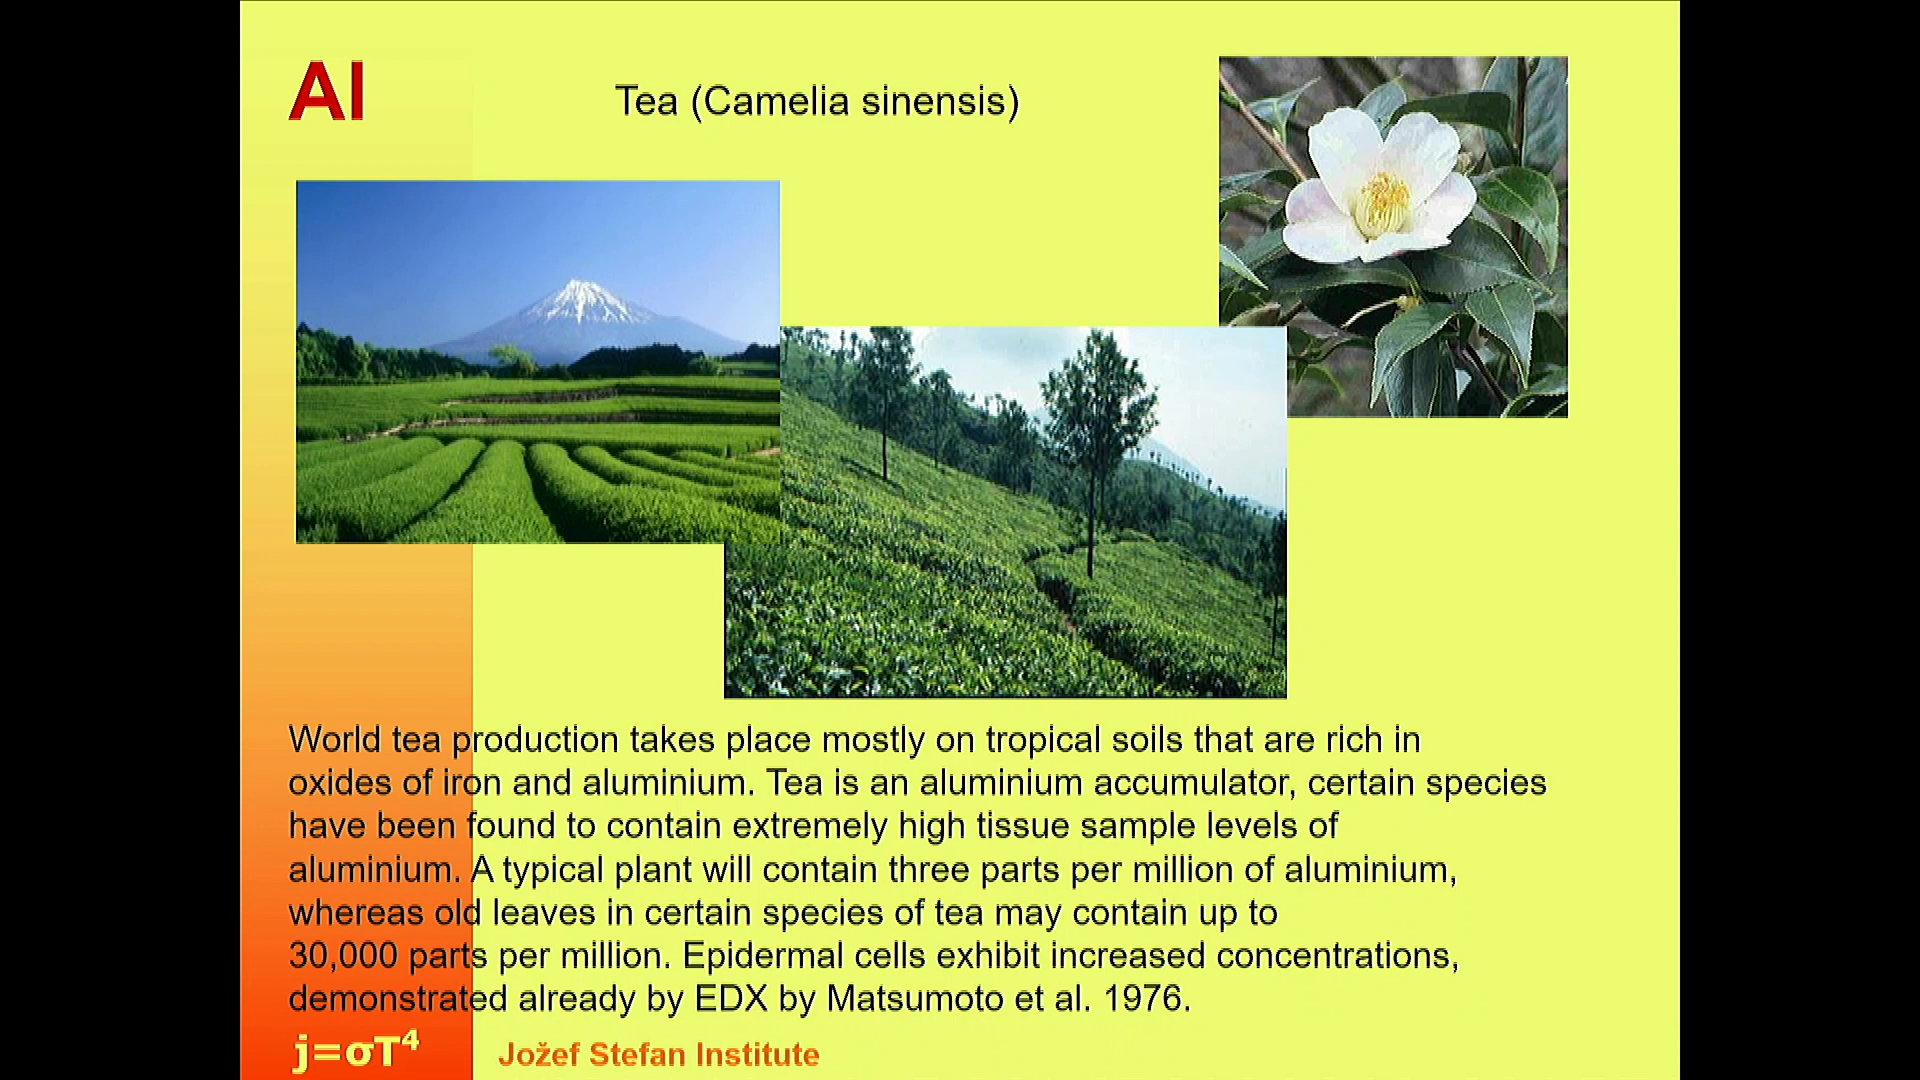 Al
Tea (Camelia sinensis)
World tea production takes place mostly on tropical soils that are rich in
oxides of iron and aluminium. Tea is an aluminium accumulator, certain species
have been found to contain extremely high tissue sample levels of
aluminium. A typical plant will contain three parts per million of aluminium,
whereas old leaves in certain species of tea may contain up to
30,000 parts per million. Epidermal cells exhibit increased concentrations,
demonstrated already by EDX by Matsumoto et al. 1976.
j=σT⁴
Jožef Stefan Institute